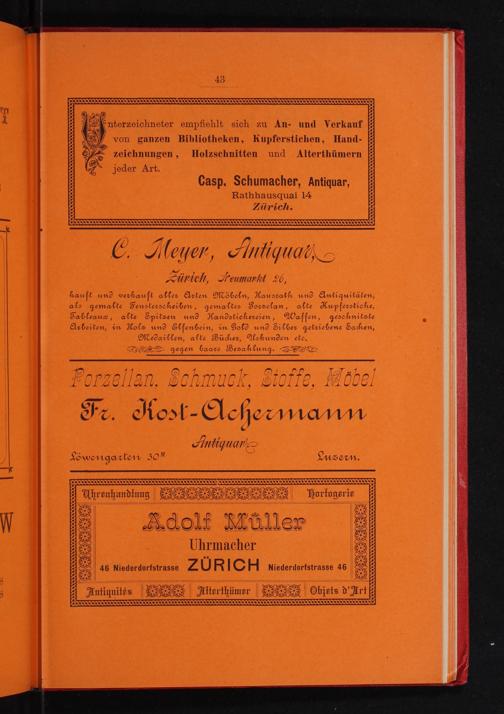 43
Unterzeichneter empfiehlt sich zu An- und Verkauf
von ganzen Bibliotheken, Kupferstichen, Hand-
zeichnungen, Holzschnitten und Alterthümern
jeder Art.
Casp. Schumacher, Antiquar,
Rathhausquai 14
Zürich.
C. Meyer, Antiquar,
Zürich, Neumarkt 26,
kauft und verkauft aller Arten Möbeln, Hausrath und Antiquitäten,
als gemalte Fensterscheiben, gemaltes Porzelan, alte Kupferstiche,
Tableaux, alte Spitzen und Handstickereien, Waffen, geschnitzte
Arbeiten, in Holz und Elfenbein, in Gold und Silber getriebene Sachen,
Medaillen, alte Bücher, Urkunden etc.
gegen baare Bezahlung.
Porzellan, Schmuck, Stoffe, Möbel
Fr. Kost-Achermann
Antiquar
Löwengarten 30
Luzern.
Uhrenhandlung Horlogerie
Adolf Müller
Uhrmacher
46 Niederdorfstrasse ZÜRICH Niederdorfstrasse 46
Antiquités Alterthümer Objets d'Art
W